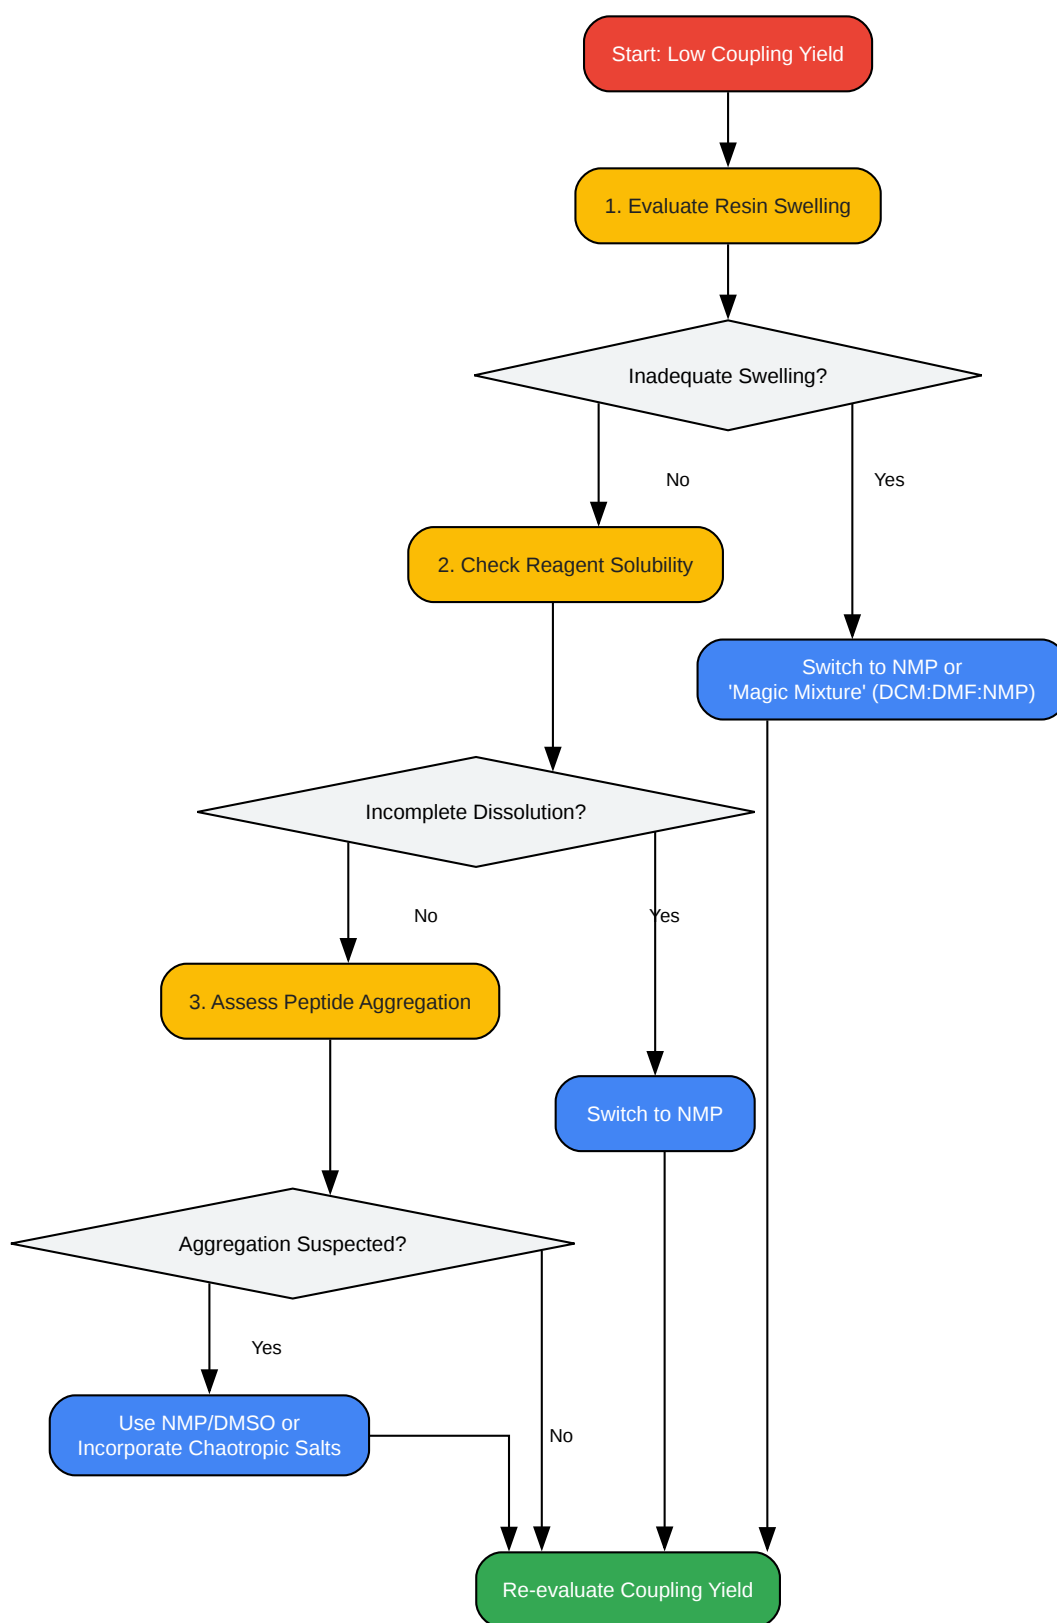 Start: Low Coupling Yield
1. Evaluate Resin Swelling
Inadequate Swelling?
No
Yes
2. Check Reagent Solubility
Switch to NMP or
'Magic Mixture' (DCM:DMF:NMP)
Incomplete Dissolution?
No
Yes
3. Assess Peptide Aggregation
Switch to NMP
Aggregation Suspected?
Yes
Use NMP/DMSO or
Incorporate Chaotropic Salts
No
Re-evaluate Coupling Yield